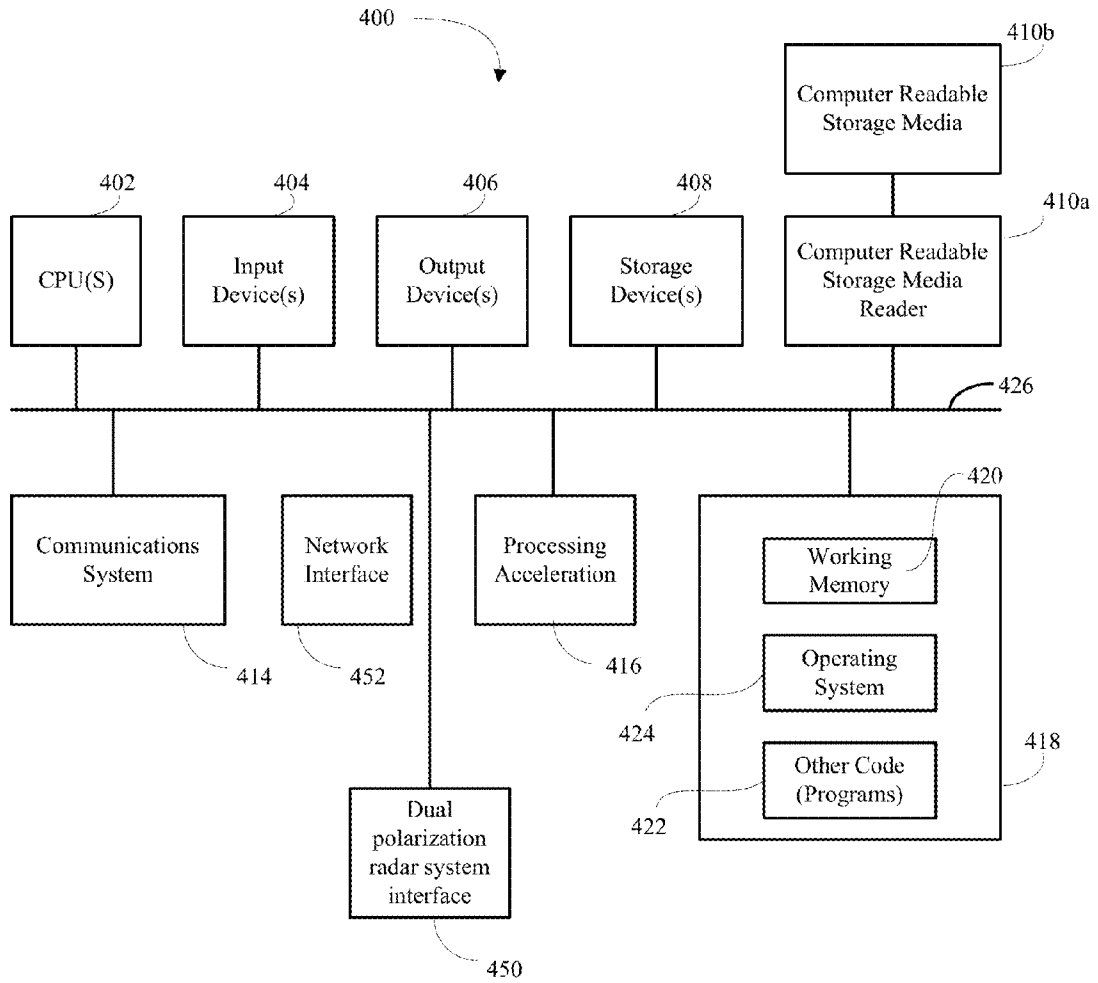 400
410b
Computer Readable
Storage Media
402
404
406
408
410a
CPU(S)
Input
Device(s)
Output
Device(s)
Storage
Device(s)
Computer Readable
Storage Media
Reader
426
420
Communications
System
Network
Interface
Processing
Acceleration
Working
Memory
414
452
416
Operating
System
424
418
Other Code
(Programs)
422
Dual
polarization
radar system
interface
450